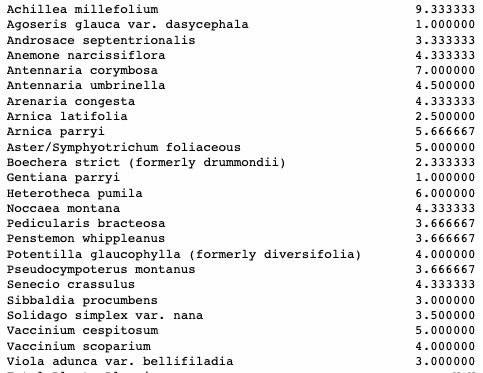 Achillea millefolium 9.333333
Agoseris glauca var. dasycephala 1.000000
Androsace septentrionalis 3.333333
Anemone narcissiflora 4.333333
Antennaria corymbosa 7.000000
Antennaria umbrinella 4.500000
Arenaria congesta 4.333333
Arnica latifolia 2.500000
Arnica parryi 5.666667
Aster/Symphyotrichum foliaceous 5.000000
Boechera strict (formerly drummondii) 2.333333
Gentiana parryi 1.000000
Heterotheca pumila 6.000000
Noccaea montana 4.333333
Pedicularis bracteosa 3.666667
Penstemon whippleanus 3.666667
Potentilla glaucophylla (formerly diversifolia) 4.000000
Pseudocympoterus montanus 3.666667
Senecio crassulus 4.333333
Sibbaldia procumbens 3.000000
Solidago simplex var. nana 3.500000
Vaccinium cespitosum 5.000000
Vaccinium scoparium 4.000000
Viola adunca var. bellifiladia 3.000000